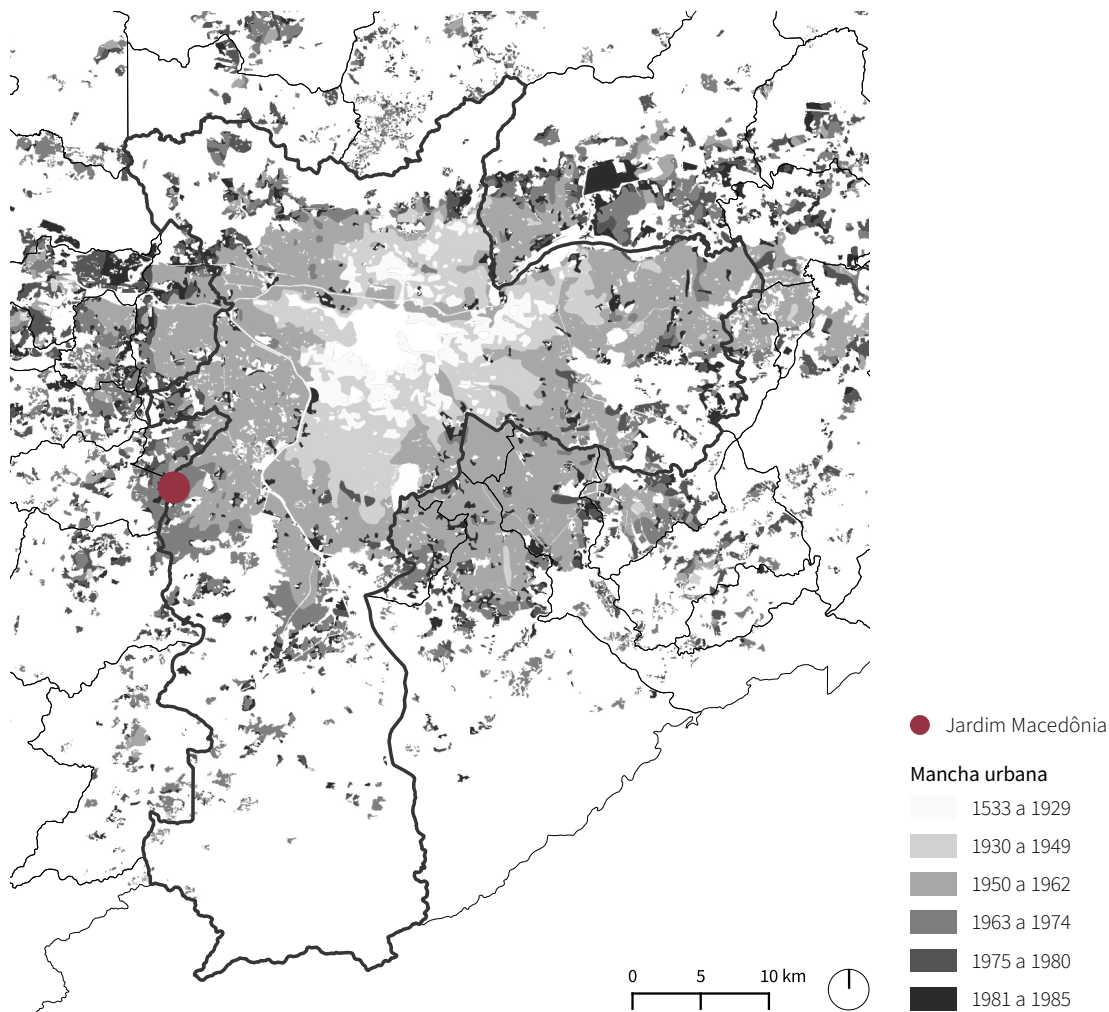 Jardim Macedônia
Mancha urbana
1533 a 1929
1930 a 1949
1950 a 1962
1963 a 1974
1975 a 1980
1981 a 1985
0 5 10 km